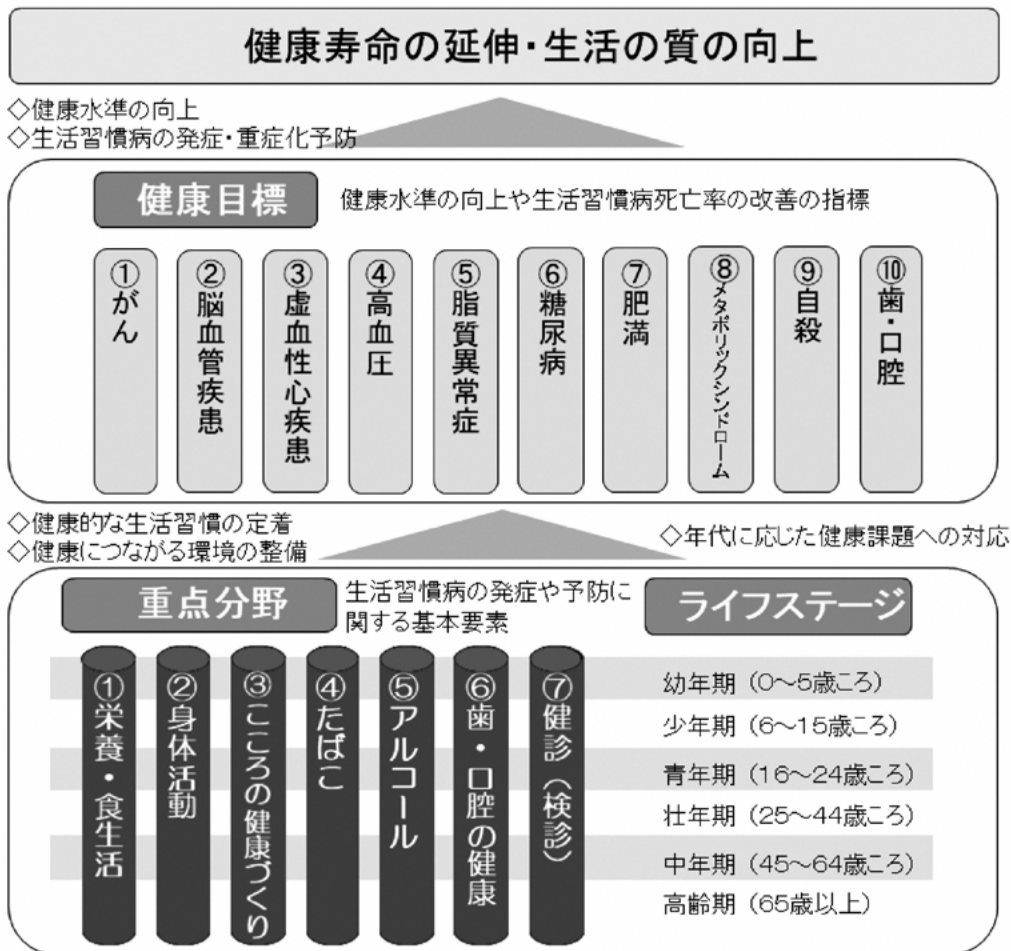 健康寿命の延伸・生活の質の向上
◇健康水準の向上
◇生活習慣病の発症・重症化予防
健康目標
健康水準の向上や生活習慣病死亡率の改善の指標
①がん
②脳血管疾患
③虚血性心疾患
④高血圧
⑤脂質異常症
⑥糖尿病
⑦肥満
⑧メタボリックシンドローム
⑨自殺
⑩歯・口腔
◇健康的な生活習慣の定着
◇健康につながる環境の整備
◇年代に応じた健康課題への対応
重点分野
生活習慣病の発症や予防に
関する基本要素
ライフステージ
①栄養・食生活
②身体活動
③こころの健康づくり
④たばこ
⑤アルコール
⑥歯・口腔の健康
⑦健診（検診）
幼年期（0～5歳ころ）
少年期（6～15歳ころ）
青年期（16～24歳ころ）
壮年期（25～44歳ころ）
中年期（45～64歳ころ）
高齢期（65歳以上）